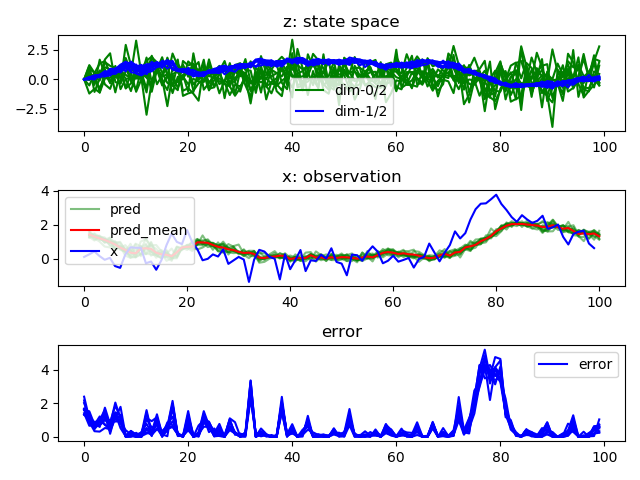 z: state space
2.5
0.0
−2.5
dim-0/2
dim-1/2
0 20 40 60 80 100
x: observation
4
2
0
pred
pred_mean
x
0 20 40 60 80 100
error
4
2
0
error
0 20 40 60 80 100